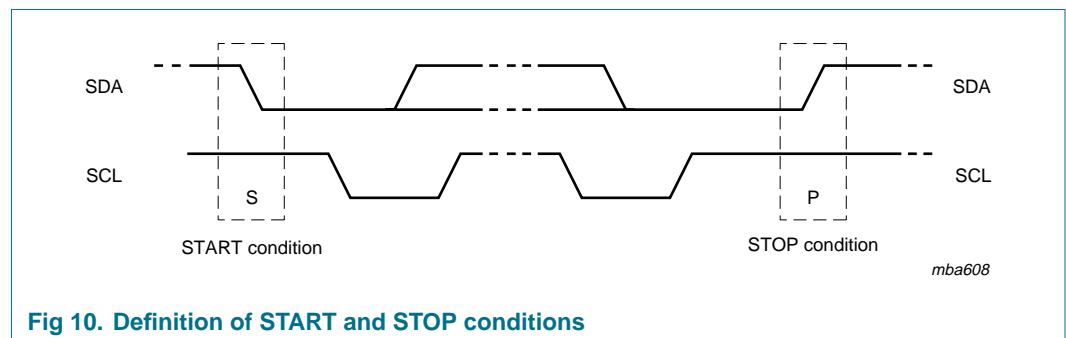 SDA
SDA
SCL
SCL
S
P
START condition
STOP condition
mba608
Fig 10. Definition of START and STOP conditions